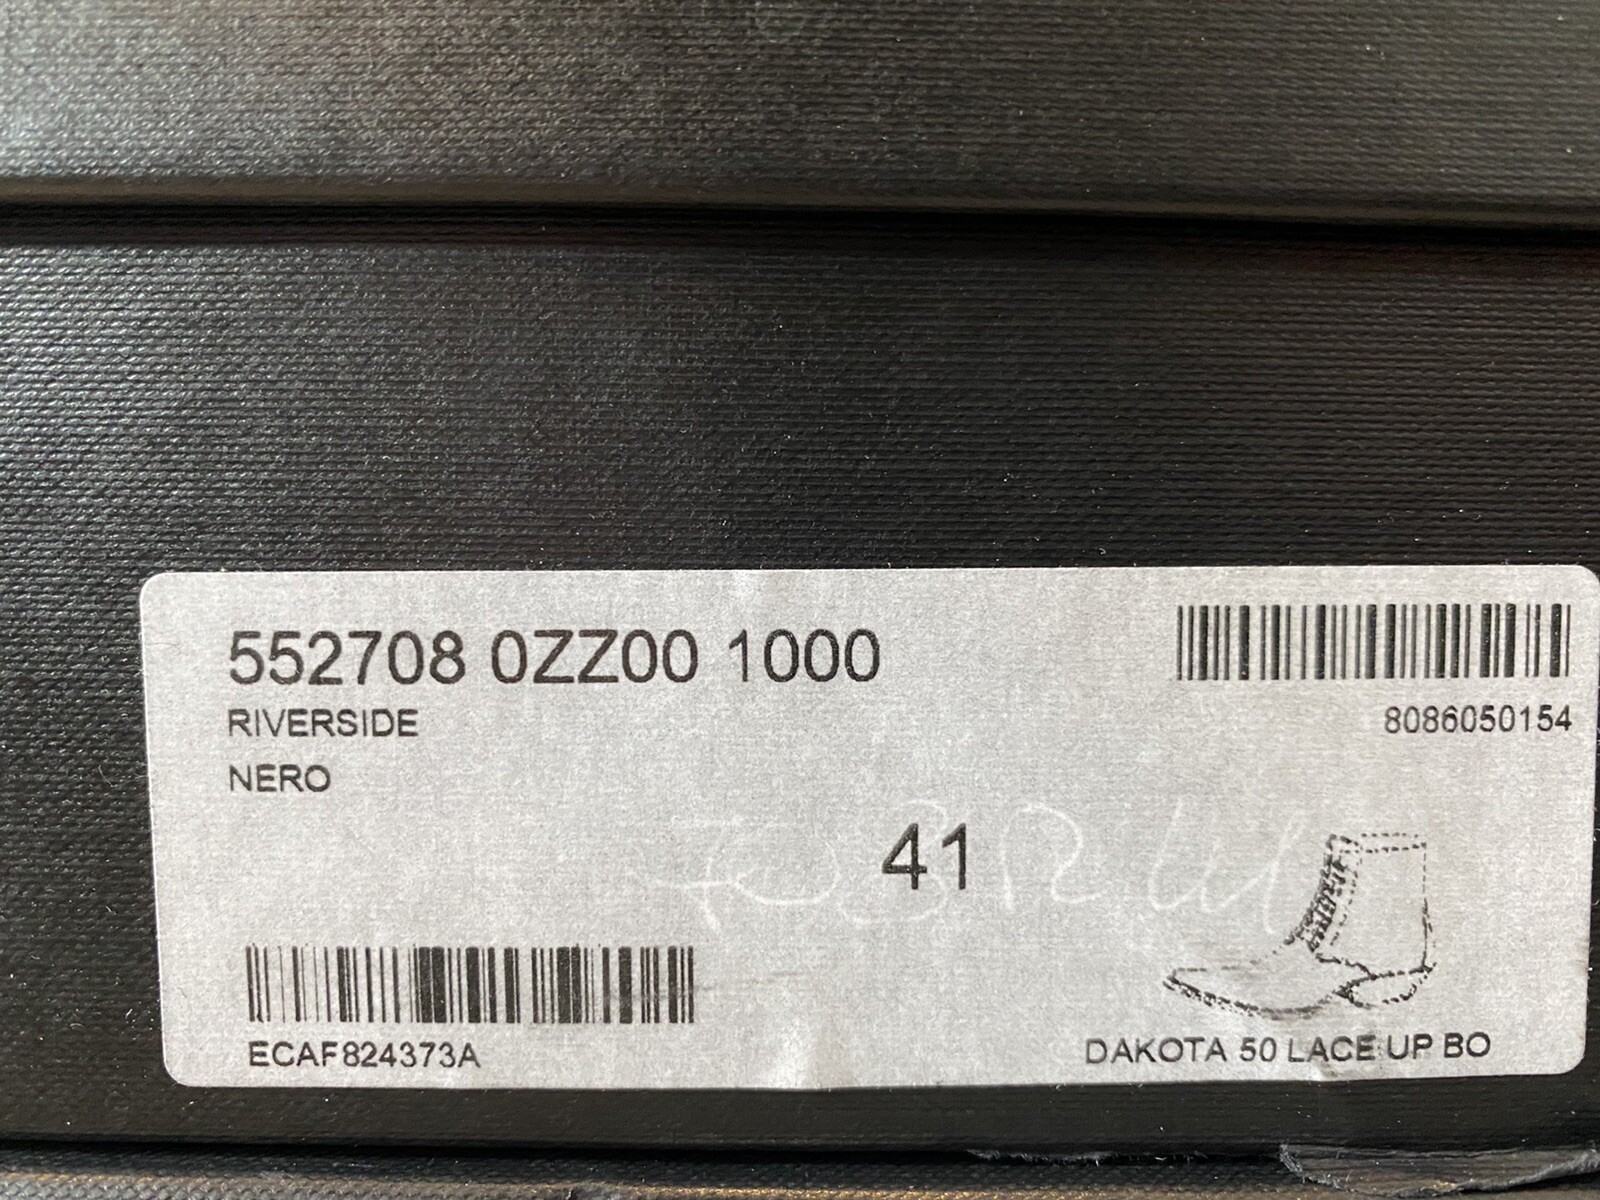 552708 0ZZ00 1000
RIVERSIDE
NERO
8086050154
41
ECAF824373A
DAKOTA 50 LACE UP BO